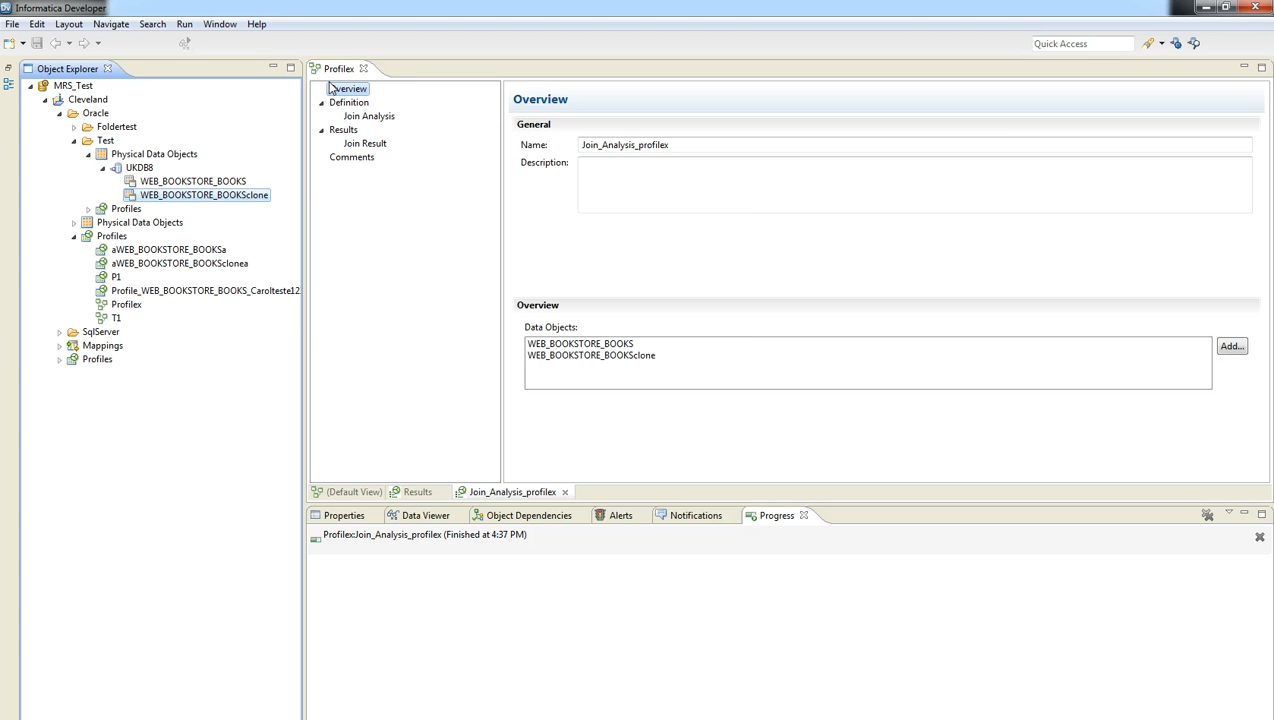 Informatica Developer
File Edit Layout Navigate Search Run Window Help
Quick Access
Object Explorer
MRS_Test
Cleveland
Oracle
Foldertest
Test
Physical Data Objects
UKDB8
WEB_BOOKSTORE_BOOKS
WEB_BOOKSTORE_BOOKSclone
Profiles
Physical Data Objects
Profiles
aWEB_BOOKSTORE_BOOKSa
aWEB_BOOKSTORE_BOOKSclonea
P1
Profile_WEB_BOOKSTORE_BOOKS_Carolteste12
Profilex
T1
SqlServer
Mappings
Profiles
Profilex
Overview
Definition
Join Analysis
Results
Join Result
Comments
Overview
General
Name: Join_Analysis_profilex
Description:
Overview
Data Objects:
WEB_BOOKSTORE_BOOKS
WEB_BOOKSTORE_BOOKSclone
Add...
(Default View) Results Join_Analysis_profilex
Properties Data Viewer Object Dependencies Alerts Notifications Progress
Profilex:Join_Analysis_profilex (Finished at 4:37 PM)